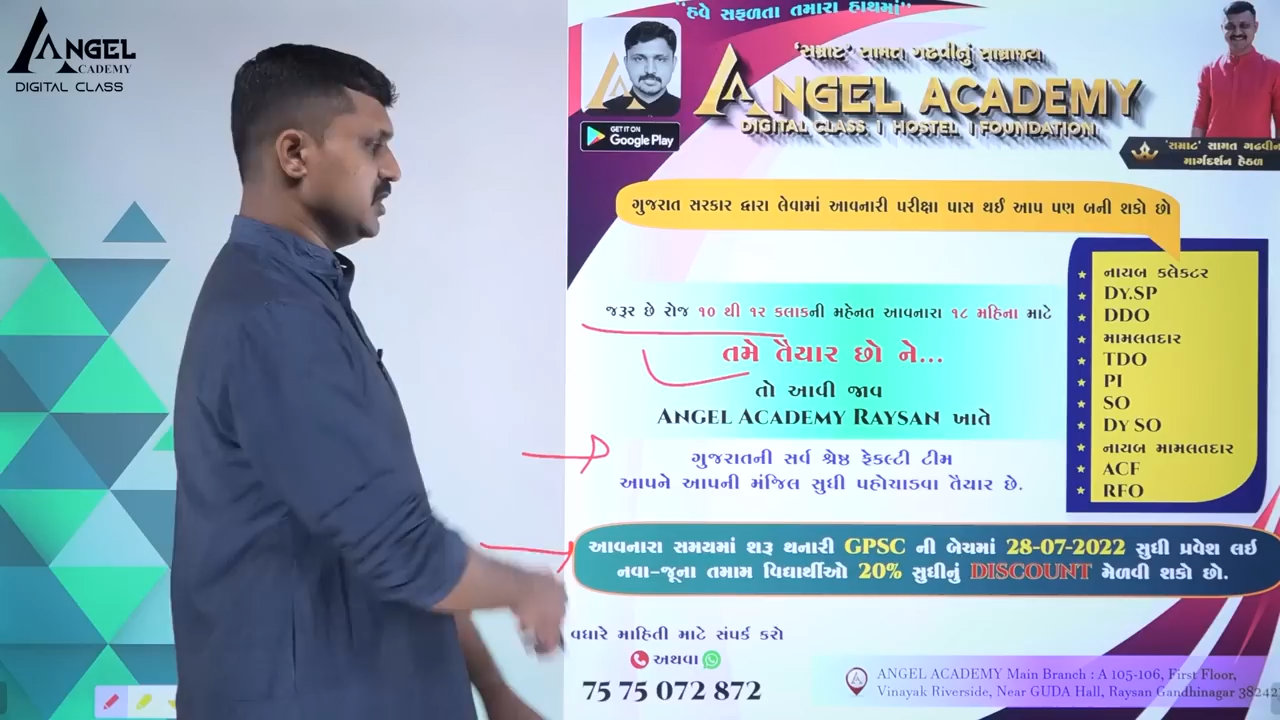 ANGEL
ACADEMY
DIGITAL CLASS
"હવે સફળતા તમારા હાથમાં"
'સમ્રાટ' સામત ગઢવીનું સામ્રાજ્ય
ANGEL ACADEMY
DIGITAL CLASS | HOSTEL | FOUNDATION
GET IT ON
Google Play
'સમ્રાટ' સામત ગઢવીના
માર્ગદર્શન હેઠળ
ગુજરાત સરકાર દ્વારા લેવામાં આવનારી પરીક્ષા પાસ થઈ આપ પણ બની શકો છો
જરૂર છે રોજ ૧૦ થી ૧૨ કલાકની મહેનત આવનારા ૧૮ મહિના માટે
તમે તૈયાર છો ને...
તો આવી જાવ
ANGEL ACADEMY RAYSAN ખાતે
ગુજરાતની સર્વ શ્રેષ્ઠ ફેકલ્ટી ટીમ
આપને આપની મંજિલ સુધી પહોચાડવા તૈયાર છે.
નાયબ કલેકટર
DY.SP
DDO
મામલતદાર
TDO
PI
SO
DY SO
નાયબ મામલતદાર
ACF
RFO
આવનારા સમયમાં શરૂ થનારી GPSC ની બેચમાં 28-07-2022 સુધી પ્રવેશ લઇ
નવા-જૂના તમામ વિદ્યાર્થીઓ 20% સુધીનું DISCOUNT મેળવી શકો છો.
વધારે માહિતી માટે સંપર્ક કરો
અથવા
75 75 072 872
ANGEL ACADEMY Main Branch : A 105-106, First Floor,
Vinayak Riverside, Near GUDA Hall, Raysan Gandhinagar